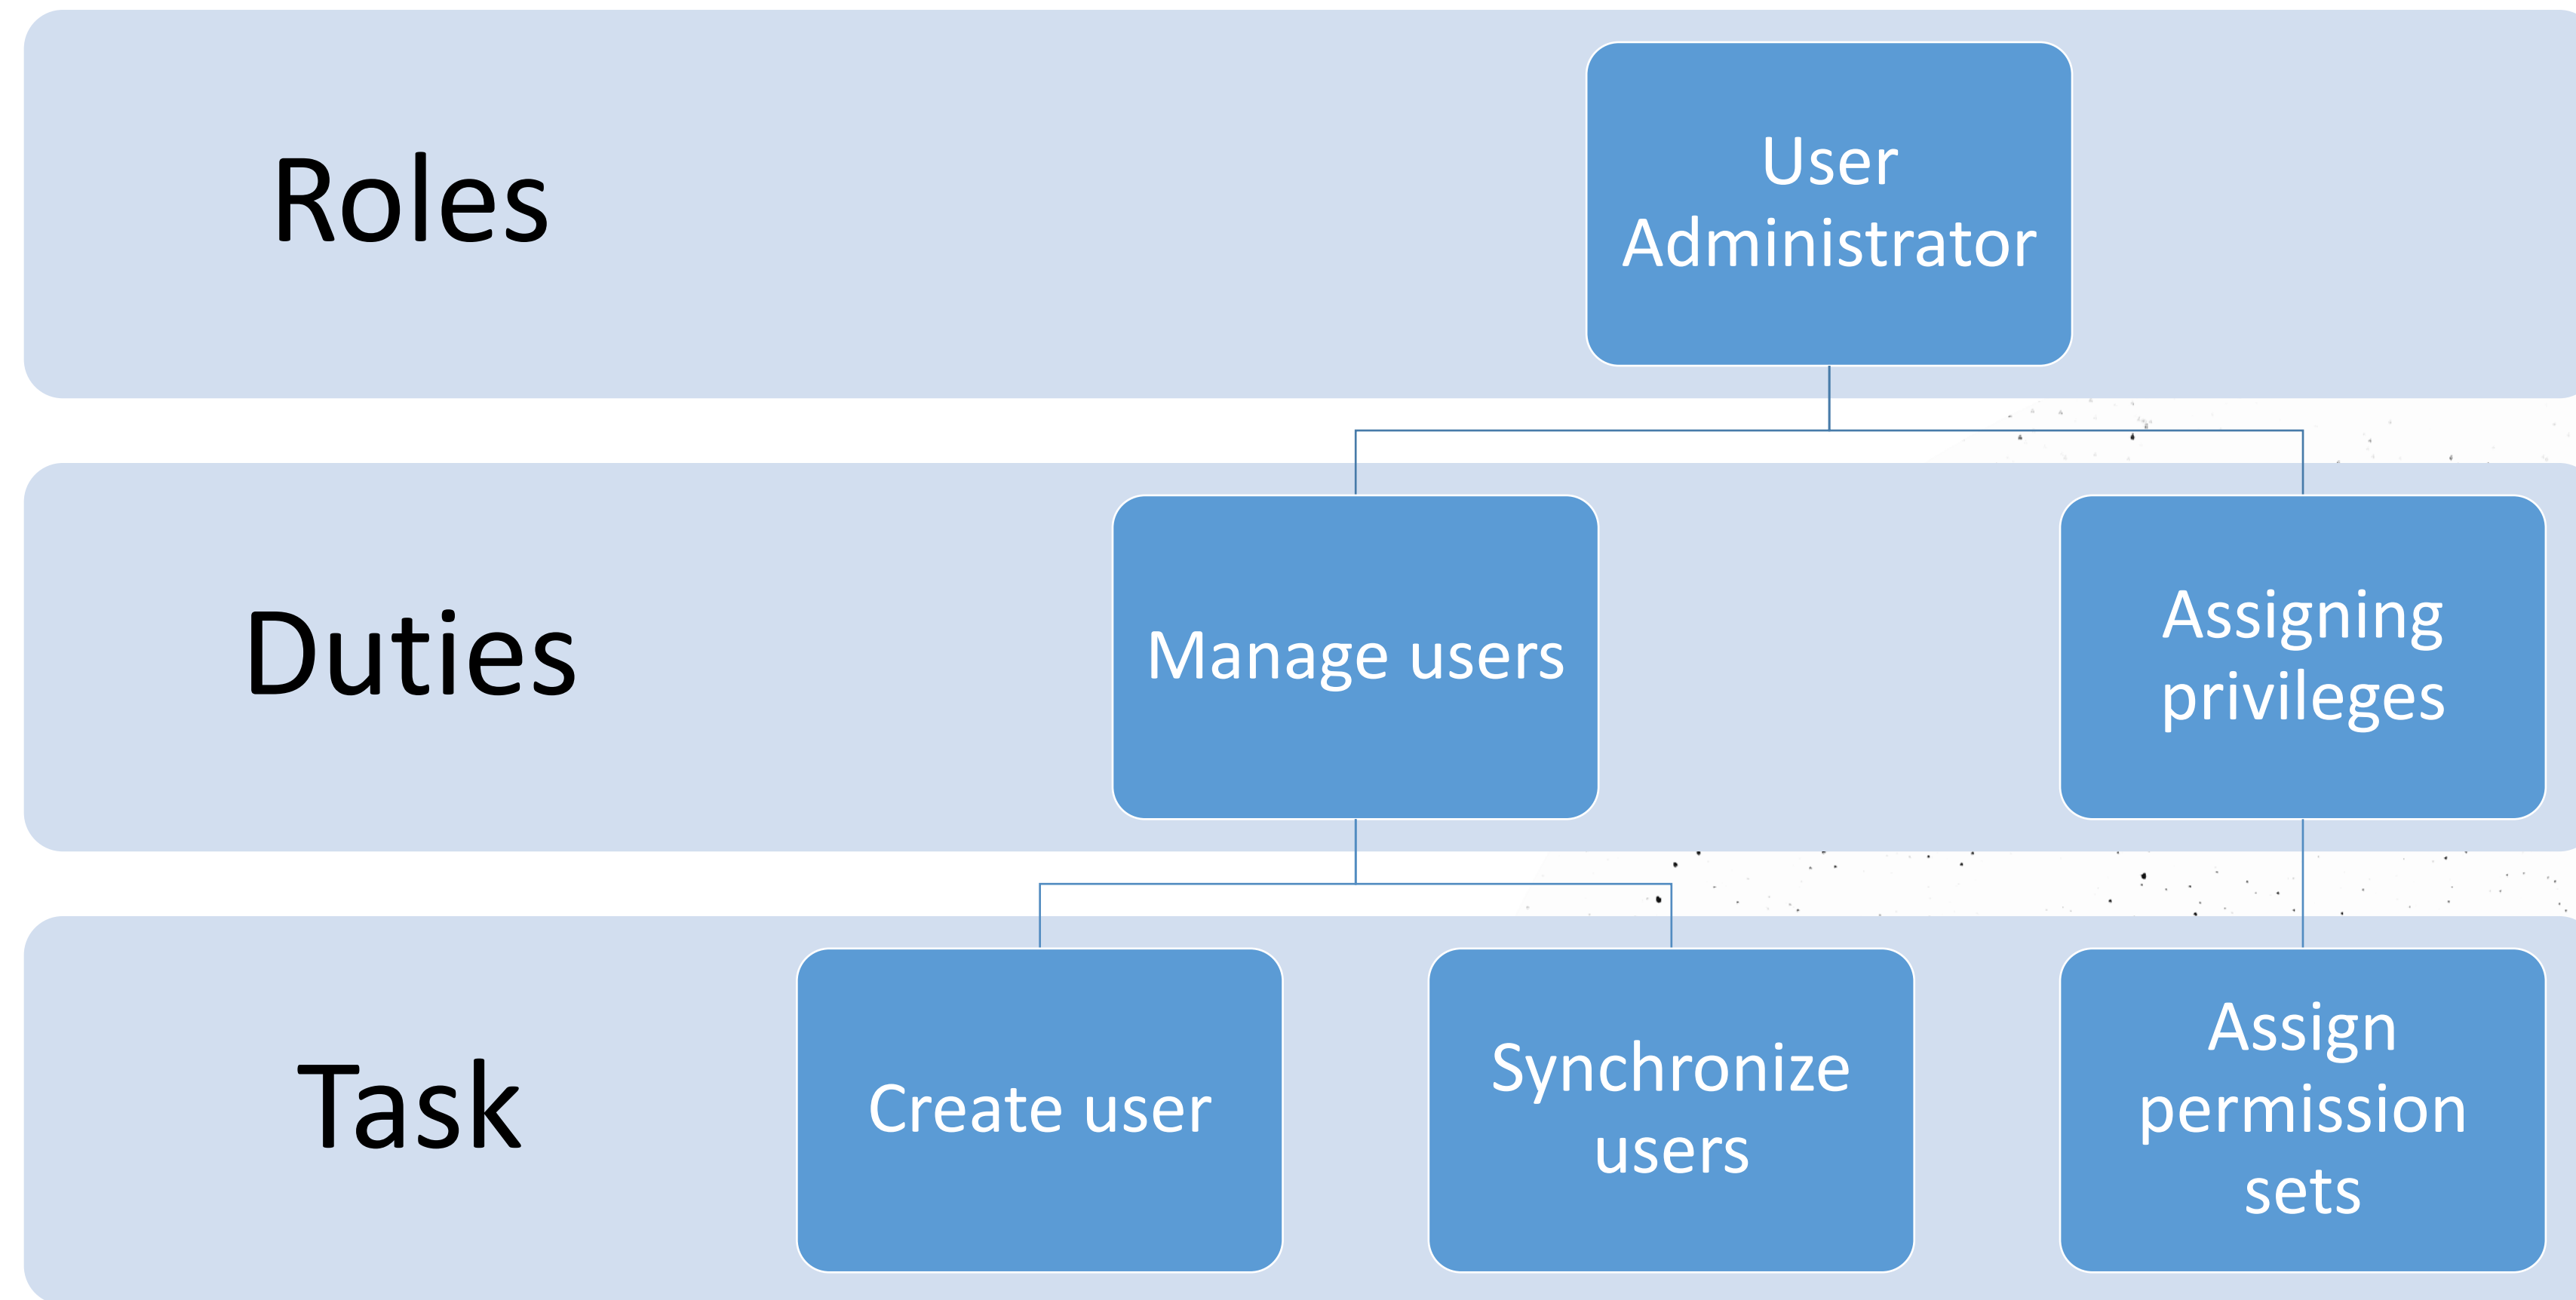 Roles
User
Administrator
Duties
Manage users
Assigning
privileges
Task
Create user
Synchronize
users
Assign
permission
sets